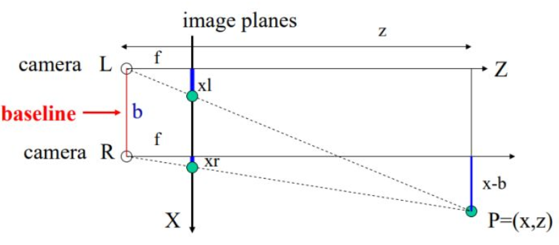 image planes
z
camera L
f
Z
xl
baseline
b
f
camera R
xr
x-b
X
P=(x,z)